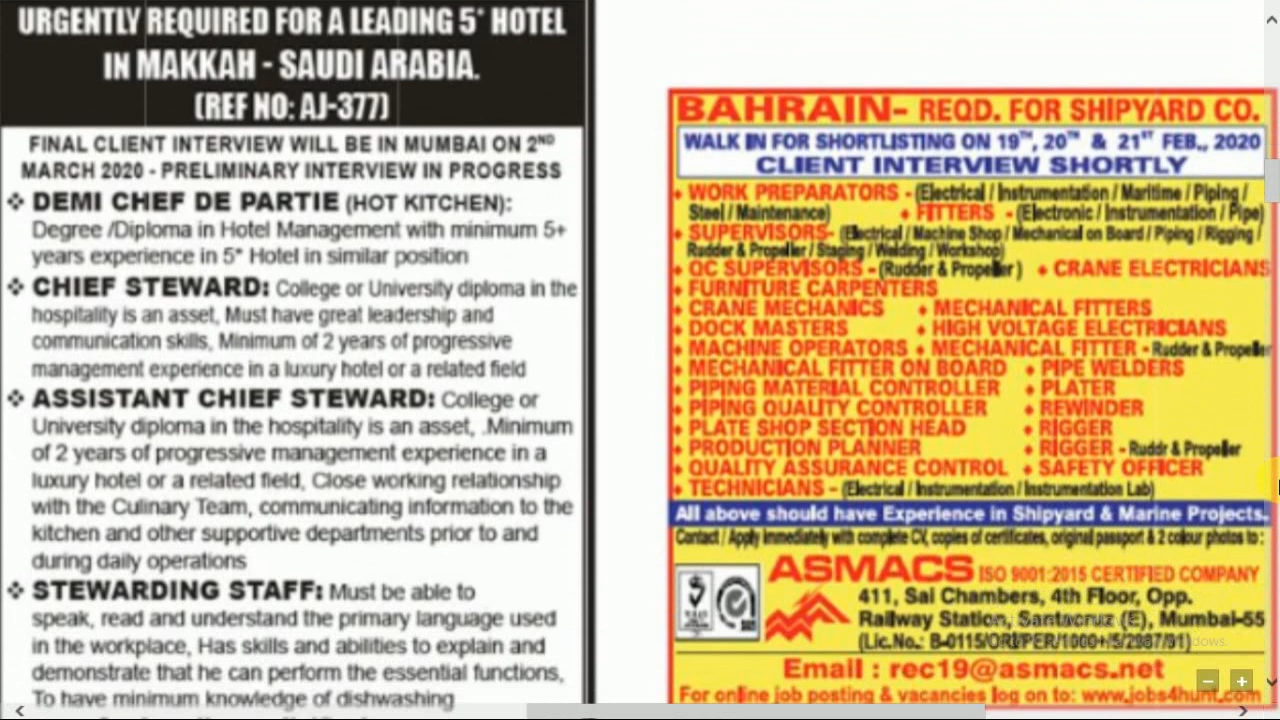 URGENTLY REQUIRED FOR A LEADING 5* HOTEL
IN MAKKAH - SAUDI ARABIA.
(REF NO: AJ-377)
FINAL CLIENT INTERVIEW WILL BE IN MUMBAI ON 2ND
MARCH 2020 - PRELIMINARY INTERVIEW IN PROGRESS
❖ DEMI CHEF DE PARTIE (HOT KITCHEN):
Degree /Diploma in Hotel Management with minimum 5+
years experience in 5* Hotel in similar position
❖ CHIEF STEWARD: College or University diploma in the
hospitality is an asset, Must have great leadership and
communication skills, Minimum of 2 years of progressive
management experience in a luxury hotel or a related field
❖ ASSISTANT CHIEF STEWARD: College or
University diploma in the hospitality is an asset, .Minimum
of 2 years of progressive management experience in a
luxury hotel or a related field, Close working relationship
with the Culinary Team, communicating information to the
kitchen and other supportive departments prior to and
during daily operations
❖ STEWARDING STAFF: Must be able to
speak, read and understand the primary language used
in the workplace, Has skills and abilities to explain and
demonstrate that he can perform the essential functions,
To have minimum knowledge of dishwashing
BAHRAIN- REQD. FOR SHIPYARD CO.
WALK IN FOR SHORTLISTING ON 19TH, 20TH & 21ST FEB., 2020
CLIENT INTERVIEW SHORTLY
♦ WORK PREPARATORS - (Electrical / Instrumentation / Maritime / Piping /
Steel / Maintenance) ♦ FITTERS - (Electronic / Instrumentation / Pipe)
♦ SUPERVISORS- (Electrical / Machine Shop / Mechanical on Board / Piping / Rigging /
Rudder & Propeller / Staging / Welding / Workshop)
♦ QC SUPERVISORS - (Rudder & Propeller ) ♦ CRANE ELECTRICIANS
♦ FURNITURE CARPENTERS
♦ CRANE MECHANICS ♦ MECHANICAL FITTERS
♦ DOCK MASTERS ♦ HIGH VOLTAGE ELECTRICIANS
♦ MACHINE OPERATORS ♦ MECHANICAL FITTER - Rudder & Propeller
♦ MECHANICAL FITTER ON BOARD ♦ PIPE WELDERS
♦ PIPING MATERIAL CONTROLLER ♦ PLATER
♦ PIPING QUALITY CONTROLLER ♦ REWINDER
♦ PLATE SHOP SECTION HEAD ♦ RIGGER
♦ PRODUCTION PLANNER ♦ RIGGER - Ruddr & Propeller
♦ QUALITY ASSURANCE CONTROL ♦ SAFETY OFFICER
♦ TECHNICIANS - (Electrical / Instrumentation / Instrumentation Lab)
All above should have Experience in Shipyard & Marine Projects.
Contact / Apply immediately with complete CV, copies of certificates, original passport & 2 colour photos to :
ASMACS ISO 9001:2015 CERTIFIED COMPANY
411, Sai Chambers, 4th Floor, Opp.
Railway Station, Santacruz (E), Mumbai-55
(Lic.No.: B-0115/
Email : rec19@asmacs.net
For online job posting & vacancies log on to: www.jobs4hunt.com